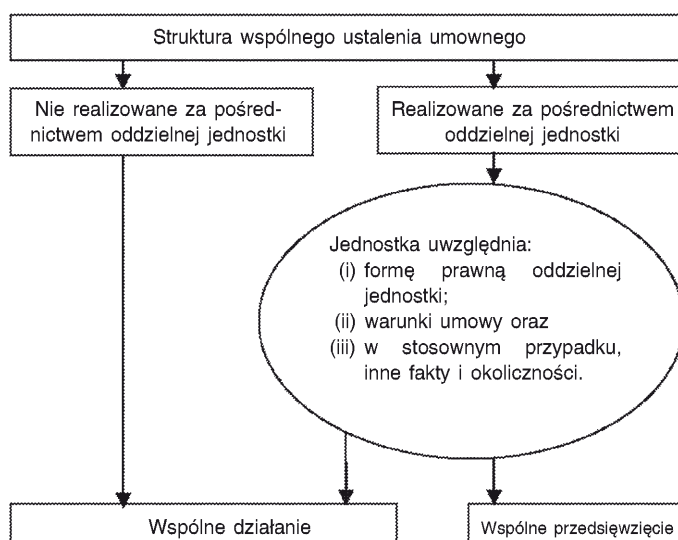 Struktura wspólnego ustalenia umownego
Nie realizowane za pośred-
nictwem oddzielnej jednostki
Realizowane za pośrednictwem
oddzielnej jednostki
Jednostka uwzględnia:
(i) formę prawną oddzielnej
jednostki;
(ii) warunki umowy oraz
(iii) w stosownym przypadku,
inne fakty i okoliczności.
Wspólne działanie
Wspólne przedsięwzięcie